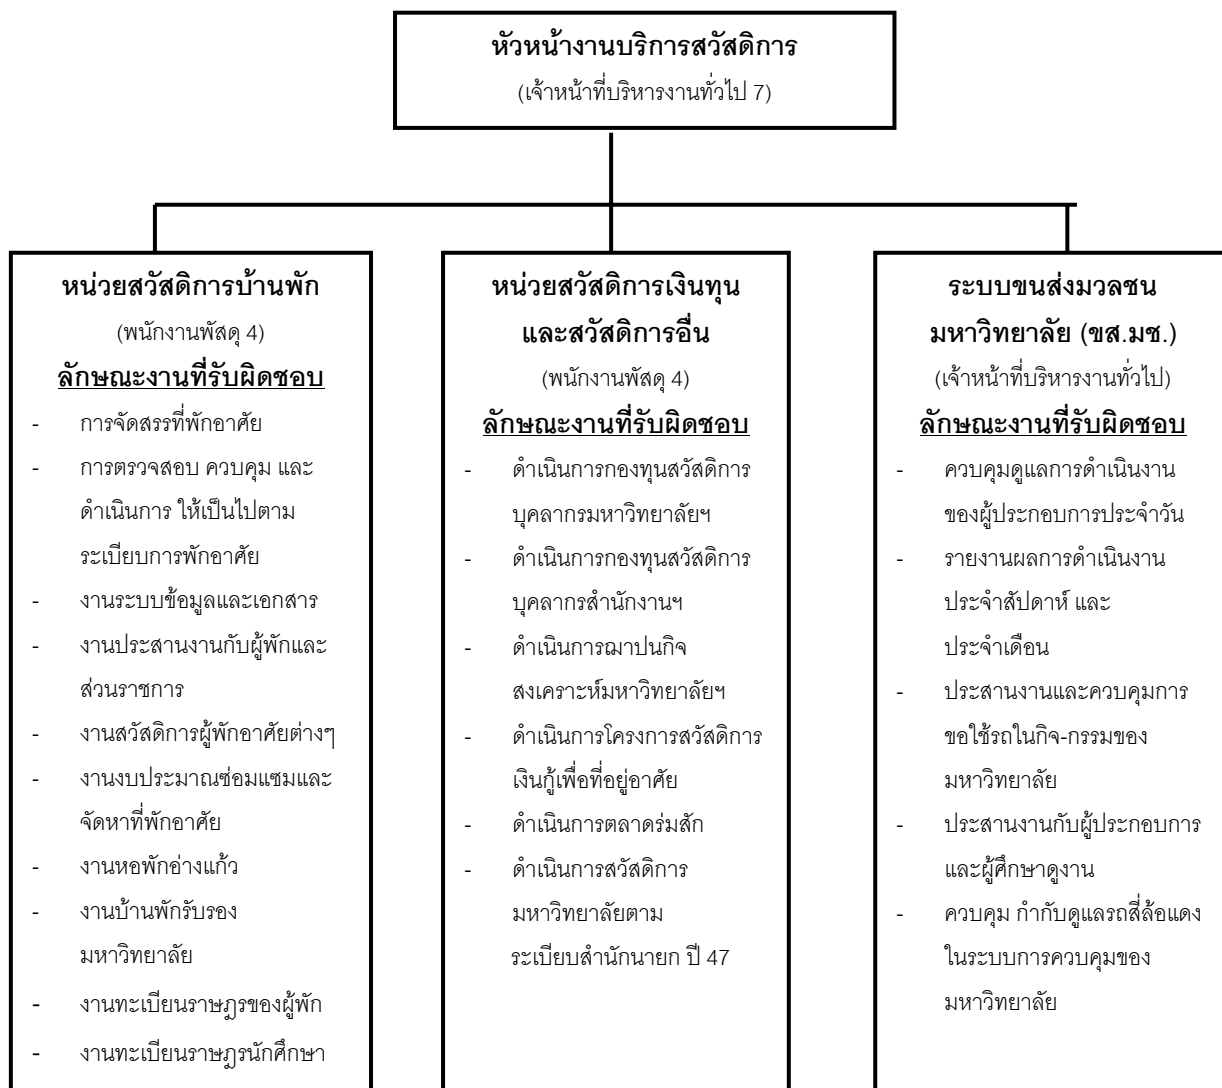 หัวหน้างานบริการสวัสดิการ
(เจ้าหน้าที่บริหารงานทั่วไป 7)
หน่วยสวัสดิการบ้านพัก
(พนักงานพัสดุ 4)
ลักษณะงานที่รับผิดชอบ
- การจัดสรรที่พักอาศัย
- การตรวจสอบ ควบคุม และ
ดำเนินการ ให้เป็นไปตาม
ระเบียบการพักอาศัย
- งานระบบข้อมูลและเอกสาร
- งานประสานงานกับผู้พักและ
ส่วนราชการ
- งานสวัสดิการผู้พักอาศัยต่างๆ
- งานงบประมาณซ่อมแซมและ
จัดหาที่พักอาศัย
- งานหอพักอ่างแก้ว
- งานบ้านพักรับรอง
มหาวิทยาลัย
- งานทะเบียนราษฎรของผู้พัก
- งานทะเบียนราษฎรนักศึกษา
หน่วยสวัสดิการเงินทุน
และสวัสดิการอื่น
(พนักงานพัสดุ 4)
ลักษณะงานที่รับผิดชอบ
- ดำเนินการกองทุนสวัสดิการ
บุคลากรมหาวิทยาลัยฯ
- ดำเนินการกองทุนสวัสดิการ
บุคลากรสำนักงานฯ
- ดำเนินการฌาปนกิจ
สงเคราะห์มหาวิทยาลัยฯ
- ดำเนินการโครงการสวัสดิการ
เงินกู้เพื่อที่อยู่อาศัย
- ดำเนินการตลาดร่มสัก
- ดำเนินการสวัสดิการ
มหาวิทยาลัยตาม
ระเบียบสำนักนายก ปี 47
ระบบขนส่งมวลชน
มหาวิทยาลัย (ขส.มช.)
(เจ้าหน้าที่บริหารงานทั่วไป)
ลักษณะงานที่รับผิดชอบ
- ควบคุมดูแลการดำเนินงาน
ของผู้ประกอบการประจำวัน
- รายงานผลการดำเนินงาน
ประจำสัปดาห์ และ
ประจำเดือน
- ประสานงานและควบคุมการ
ขอใช้รถในกิจ-กรรมของ
มหาวิทยาลัย
- ประสานงานกับผู้ประกอบการ
และผู้ศึกษาดูงาน
- ควบคุม กำกับดูแลรถสี่ล้อแดง
ในระบบการควบคุมของ
มหาวิทยาลัย